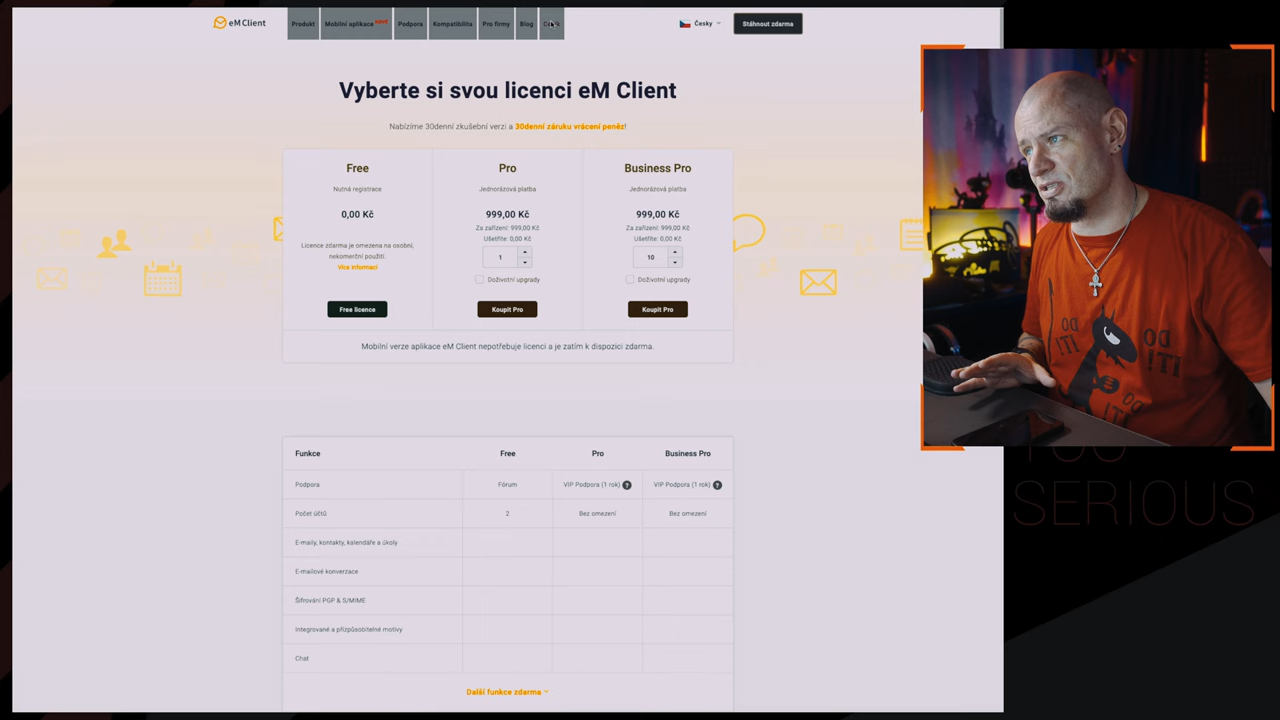 eM Client
Produkt
Mobilní aplikace nové
Podpora
Kompatibilita
Pro firmy
Blog
Česky
Stáhnout zdarma
Vyberte si svou licenci eM Client
Nabízíme 30denní zkušební verzi a 30denní záruku vrácení peněz!
Free
Nutná registrace
0,00 Kč
Licence zdarma je omezena na osobní,
nekomerční použití.
Více informací
Free licence
Pro
Jednorázová platba
999,00 Kč
Za zařízení: 999,00 Kč
Ušetříte: 0,00 Kč
1
Doživotní upgrady
Koupit Pro
Business Pro
Jednorázová platba
999,00 Kč
Za zařízení: 999,00 Kč
Ušetříte: 0,00 Kč
10
Doživotní upgrady
Koupit Pro
Mobilní verze aplikace eM Client nepotřebuje licenci a je zatím k dispozici zdarma.
Funkce Free Pro Business Pro
Podpora Fórum VIP Podpora (1 rok) ? VIP Podpora (1 rok) ?
Počet účtů 2 Bez omezení Bez omezení
E-maily, kontakty, kalendáře a úkoly
E-mailové konverzace
Šifrování PGP & S/MIME
Integrované a přizpůsobitelné motivy
Chat
Další funkce zdarma
DO
IT!
DO
IT!
SERIOUS